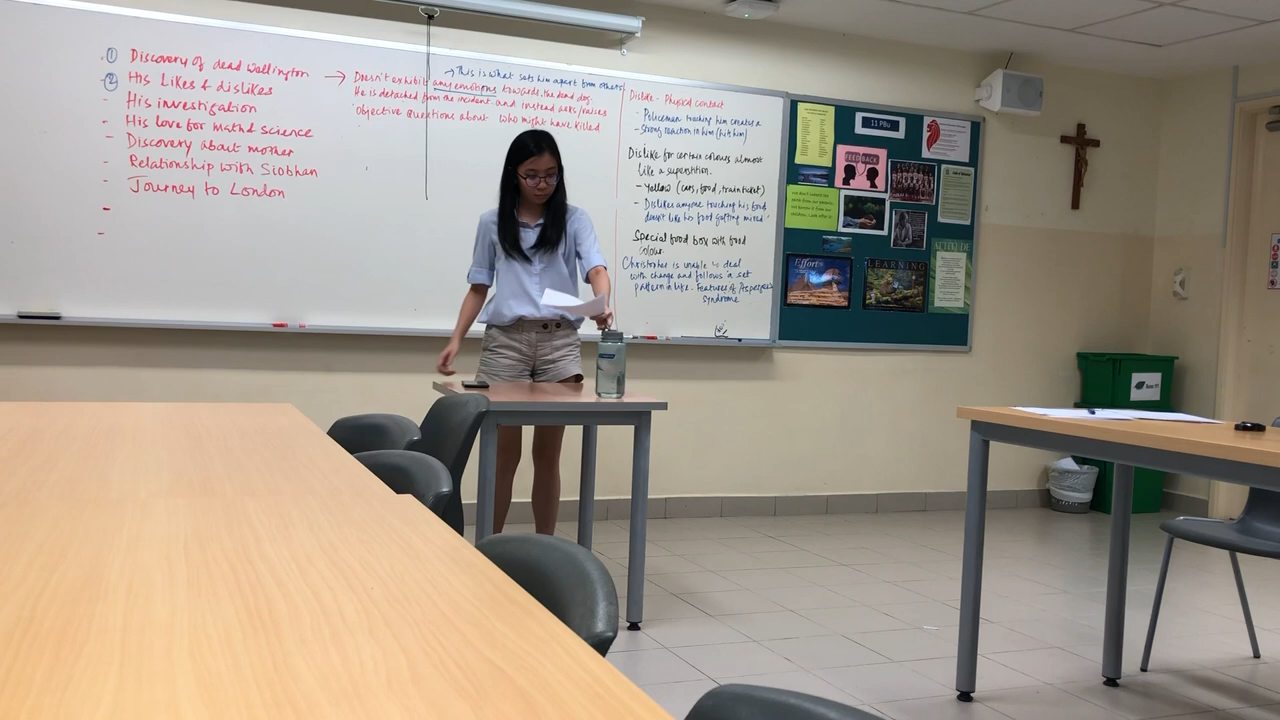 ① Discovery of dead Wellington
② His Likes & dislikes
- His investigation
- His love for Math & science
- Discovery about mother
- Relationship with Siobhan
- Journey to London
→ This is what sets him apart from others
→ Doesn't exhibit any emotions towards the dead dog.
He is detached from the incident and instead asks/raises
objective questions about who might have killed
Dislike - Physical contact
- Policeman touching him creates a
- strong reaction in him (hit him)
Dislike for certain colours almost
like a superstition.
- Yellow (cars, food, train ticket)
- Dislikes anyone touching his food
doesn't like his food getting mixed
Special food box with food
colour.
Christopher is unable to deal
with change and follows a set
pattern in life. Features of Asperger's
Syndrome
11 PBu
FEEDBACK
ATTITUDE
Effort
LEARNING